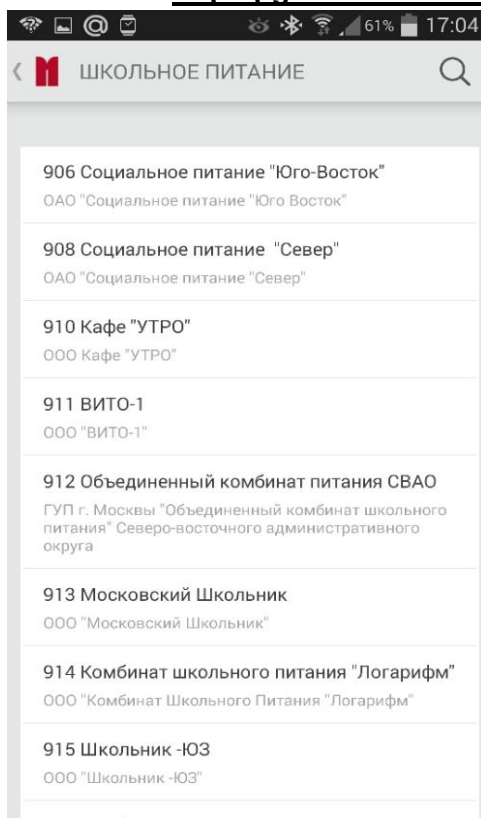 61% 17:04
ШКОЛЬНОЕ ПИТАНИЕ
906 Социальное питание "Юго-Восток"
ОАО "Социальное питание "Юго Восток"
908 Социальное питание "Север"
ОАО "Социальное питание "Север"
910 Кафе "УТРО"
ООО Кафе "УТРО"
911 ВИТО-1
ООО "ВИТО-1"
912 Объединенный комбинат питания СВАО
ГУП г. Москвы "Объединенный комбинат школьного
питания" Северо-восточного административного
округа
913 Московский Школьник
ООО "Московский Школьник"
914 Комбинат школьного питания "Логарифм"
ООО "Комбинат Школьного Питания "Логарифм"
915 Школьник -ЮЗ
ООО "Школьник -ЮЗ"